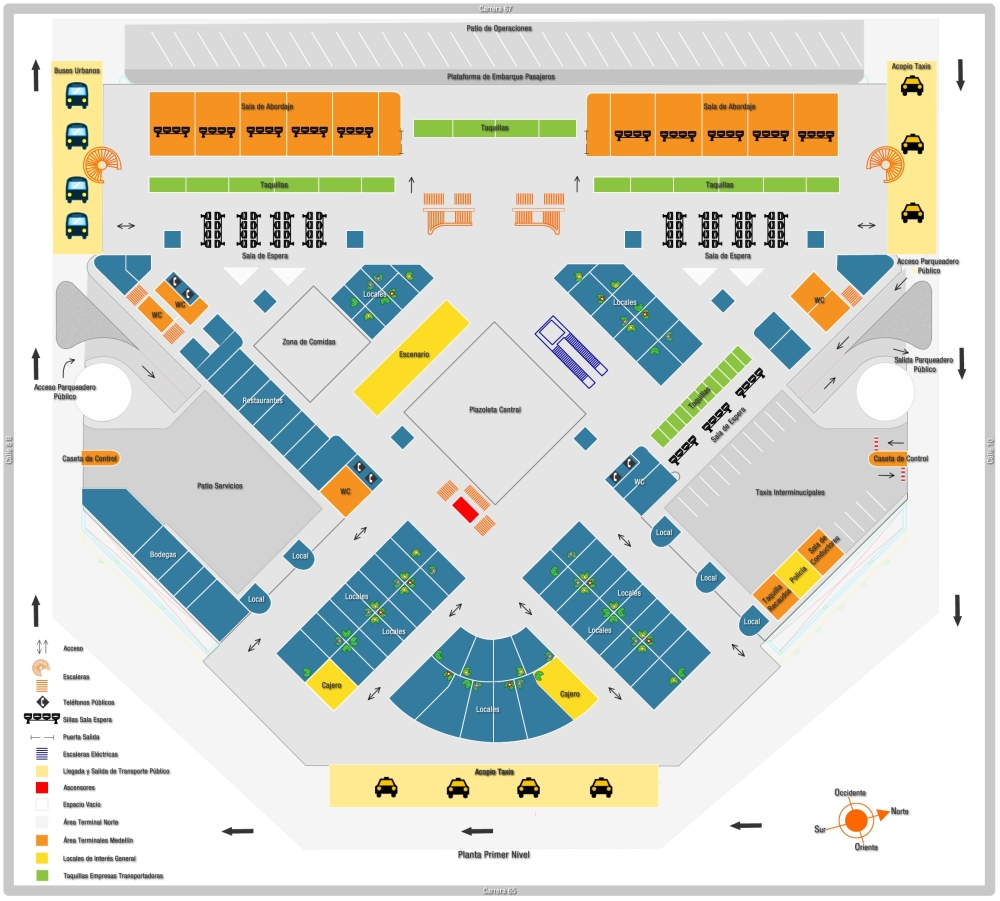 Carrera 67
Patio de Operaciones
Plataforma de Embarque Pasajeros
Buses Urbanos
Acopio Taxis
Sala de Abordaje
Sala de Abordaje
Taquillas
Taquillas
Taquillas
Sala de Espera
Sala de Espera
Acceso Parqueadero
Público
WC
WC
WC
Locales
Locales
Zona de Comidas
Escenario
Salida Parqueadero
Público
Acceso Parqueadero
Público
Restaurantes
Plazoleta Central
Taquillas
Sala de Espera
Caseta de Control
Caseta de Control
Patio Servicios
WC
WC
Taxis Intermunicipales
Local
Local
Bodegas
Sala de
Conductores
Policía
Taquilla
Recaudos
Local
Local
Local
Locales
Locales
Locales
Locales
Cajero
Cajero
Locales
Acceso
Escaleras
Teléfonos Públicos
Sillas Sala Espera
Puerta Salida
Escaleras Eléctricas
Llegada y Salida de Transporte Público
Ascensores
Espacio Vacio
Área Terminal Norte
Área Terminales Medellín
Locales de Interés General
Taquillas Empresas Transportadoras
Acopio Taxis
Occidente
Norte
Sur
Oriente
Planta Primer Nivel
Carrera 65